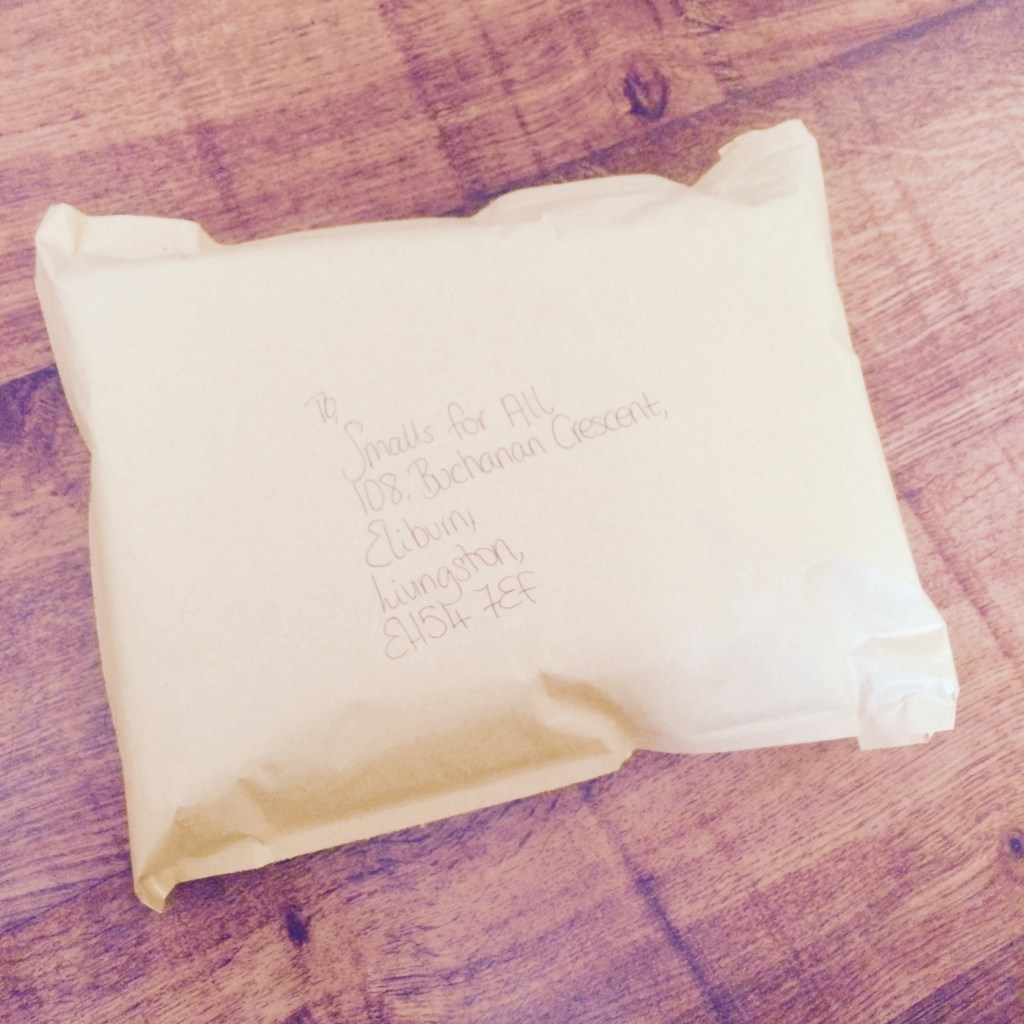 To,
Smalls for All
108. Buchanan Crescent,
Eliburn,
Livingston,
EH54 7EF